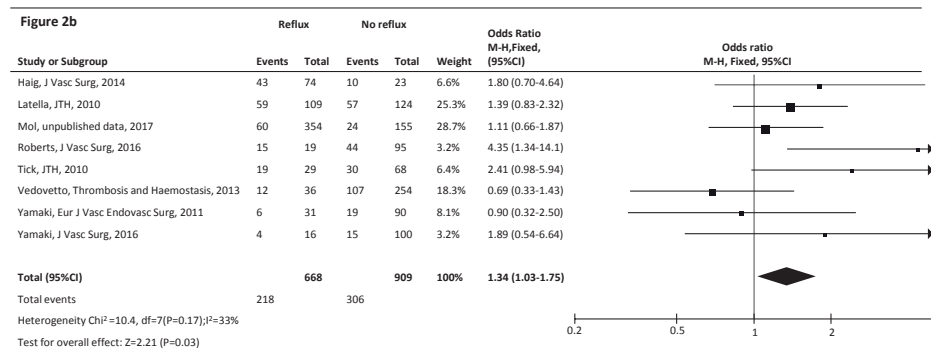 Figure 2b
Reflux No reflux
Odds Ratio M-H,Fixed, (95%CI)
Odds ratio M-H, Fixed, 95%CI
Study or Subgroup Events Total Events Total Weight
Haig, J Vasc Surg, 2014 43 74 10 23 6.6% 1.80 (0.70-4.64)
Latella, JTH, 2010 59 109 57 124 25.3% 1.39 (0.83-2.32)
Mol, unpublished data, 2017 60 354 24 155 28.7% 1.11 (0.66-1.87)
Roberts, J Vasc Surg, 2016 15 19 44 95 3.2% 4.35 (1.34-14.1)
Tick, JTH, 2010 19 29 30 68 6.4% 2.41 (0.98-5.94)
Vedovetto, Thrombosis and Haemostasis, 2013 12 36 107 254 18.3% 0.69 (0.33-1.43)
Yamaki, Eur J Vasc Endovasc Surg, 2011 6 31 19 90 8.1% 0.90 (0.32-2.50)
Yamaki, J Vasc Surg, 2016 4 16 15 100 3.2% 1.89 (0.54-6.64)
Total (95%CI) 668 909 100% 1.34 (1.03-1.75)
Total events 218 306
Heterogeneity Chi²=10.4, df=7(P=0.17);I²=33%
Test for overall effect: Z=2.21 (P=0.03)
0.2 0.5 1 2